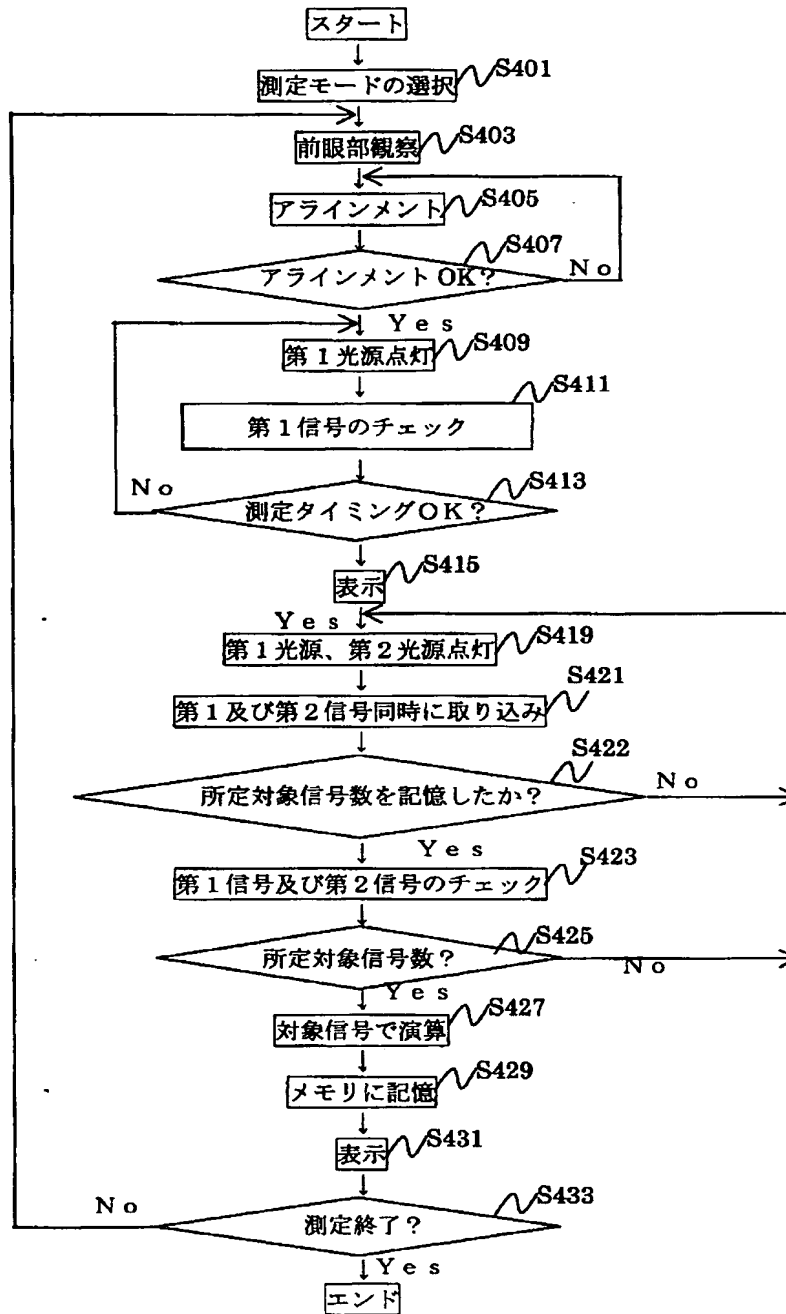 スタート
測定モードの選択 S401
前眼部観察 S403
アラインメント S405
アラインメントOK? S407
No
Yes
第1光源点灯 S409
第1信号のチェック S411
No
測定タイミングOK? S413
表示 S415
Yes
第1光源、第2光源点灯 S419
第1及び第2信号同時に取り込み S421
所定対象信号数を記憶したか? S422
No
Yes
第1信号及び第2信号のチェック S423
所定対象信号数? S425
No
Yes
対象信号で演算 S427
メモリに記憶 S429
表示 S431
No
測定終了? S433
Yes
エンド